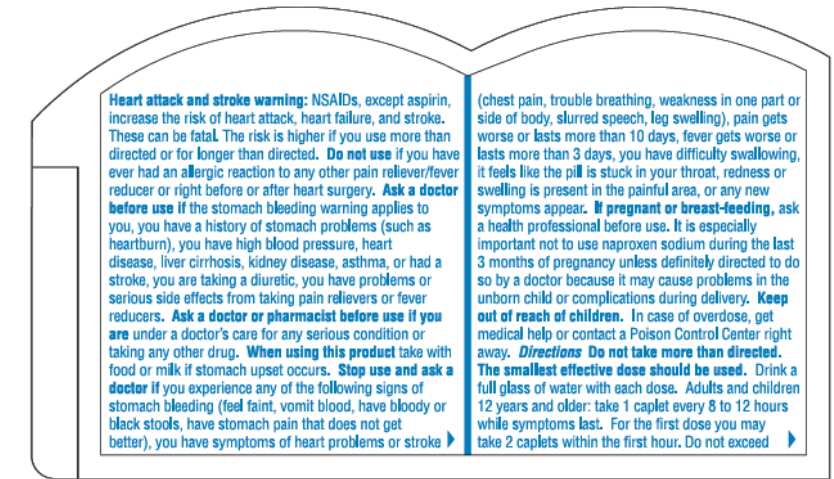 Heart attack and stroke warning: NSAIDs, except aspirin,
increase the risk of heart attack, heart failure, and stroke.
These can be fatal. The risk is higher if you use more than
directed or for longer than directed. Do not use if you have
ever had an allergic reaction to any other pain reliever/fever
reducer or right before or after heart surgery. Ask a doctor
before use if the stomach bleeding warning applies to
you, you have a history of stomach problems (such as
heartburn), you have high blood pressure, heart
disease, liver cirrhosis, kidney disease, asthma, or had a
stroke, you are taking a diuretic, you have problems or
serious side effects from taking pain relievers or fever
reducers. Ask a doctor or pharmacist before use if you
are under a doctor's care for any serious condition or
taking any other drug. When using this product take with
food or milk if stomach upset occurs. Stop use and ask a
doctor if you experience any of the following signs of
stomach bleeding (feel faint, vomit blood, have bloody or
black stools, have stomach pain that does not get
better), you have symptoms of heart problems or stroke
(chest pain, trouble breathing, weakness in one part or
side of body, slurred speech, leg swelling), pain gets
worse or lasts more than 10 days, fever gets worse or
lasts more than 3 days, you have difficulty swallowing,
it feels like the pill is stuck in your throat, redness or
swelling is present in the painful area, or any new
symptoms appear. If pregnant or breast-feeding, ask
a health professional before use. It is especially
important not to use naproxen sodium during the last
3 months of pregnancy unless definitely directed to do
so by a doctor because it may cause problems in the
unborn child or complications during delivery. Keep
out of reach of children. In case of overdose, get
medical help or contact a Poison Control Center right
away. Directions Do not take more than directed.
The smallest effective dose should be used. Drink a
full glass of water with each dose. Adults and children
12 years and older: take 1 caplet every 8 to 12 hours
while symptoms last. For the first dose you may
take 2 caplets within the first hour. Do not exceed